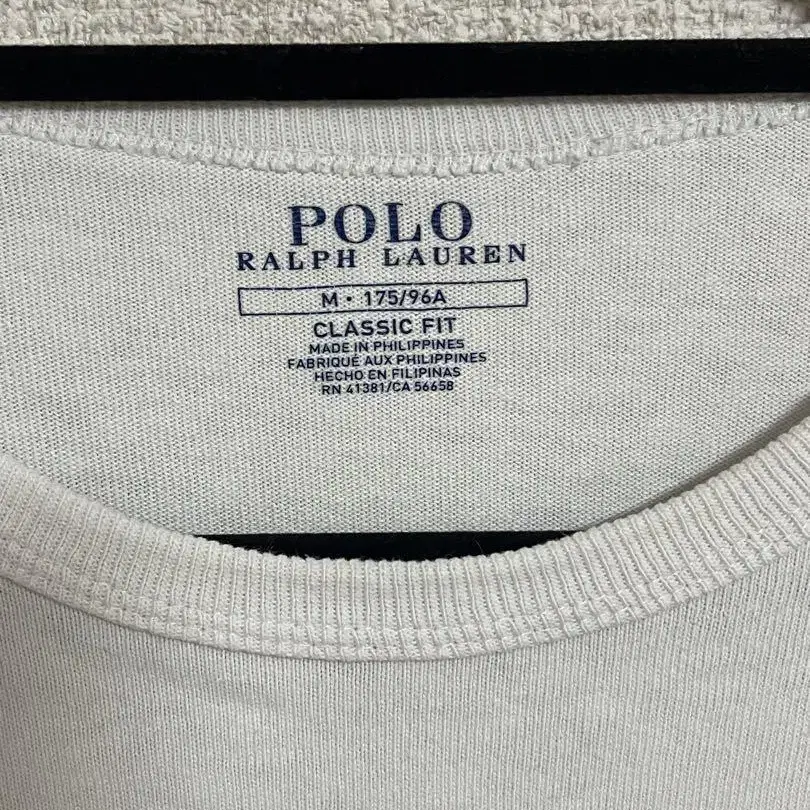 POLO
RALPH LAUREN
M • 175/96A
CLASSIC FIT
MADE IN PHILIPPINES
FABRIQUÉ AUX PHILIPPINES
HECHO EN FILIPINAS
RN 41381/CA 56658